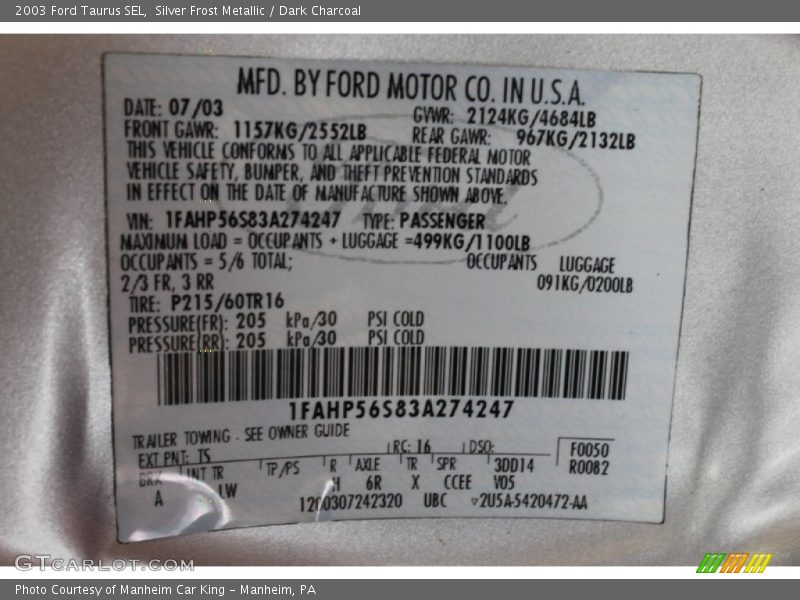 2003 Ford Taurus SEL, Silver Frost Metallic / Dark Charcoal
MFD. BY FORD MOTOR CO. IN U.S.A.
DATE: 07/03 GVWR: 2124KG/4684LB
FRONT GAWR: 1157KG/2552LB REAR GAWR: 967KG/2132LB
THIS VEHICLE CONFORMS TO ALL APPLICABLE FEDERAL MOTOR
VEHICLE SAFETY, BUMPER, AND THEFT PREVENTION STANDARDS
IN EFFECT ON THE DATE OF MANUFACTURE SHOWN ABOVE.
VIN: 1FAHP56S83A274247 TYPE: PASSENGER
MAXIMUM LOAD = OCCUPANTS + LUGGAGE =499KG/1100LB
OCCUPANTS = 5/6 TOTAL; OCCUPANTS LUGGAGE
2/3 FR, 3 RR 091KG/0200LB
TIRE: P215/60TR16
PRESSURE(FR): 205 kPa/30 PSI COLD
PRESSURE(RR): 205 kPa/30 PSI COLD
1FAHP56S83A274247
TRAILER TOWING - SEE OWNER GUIDE
EXT PNT: TS RC: 16 DSO: F0050
BRK INT TR TP/PS R AXLE TR SPR 3DD14 R0082
A LW H 6R X CCEE V05
1200307242320 UBC ▽2U5A-5420472-AA
GTCarLot.com
Photo Courtesy of Manheim Car King – Manheim, PA